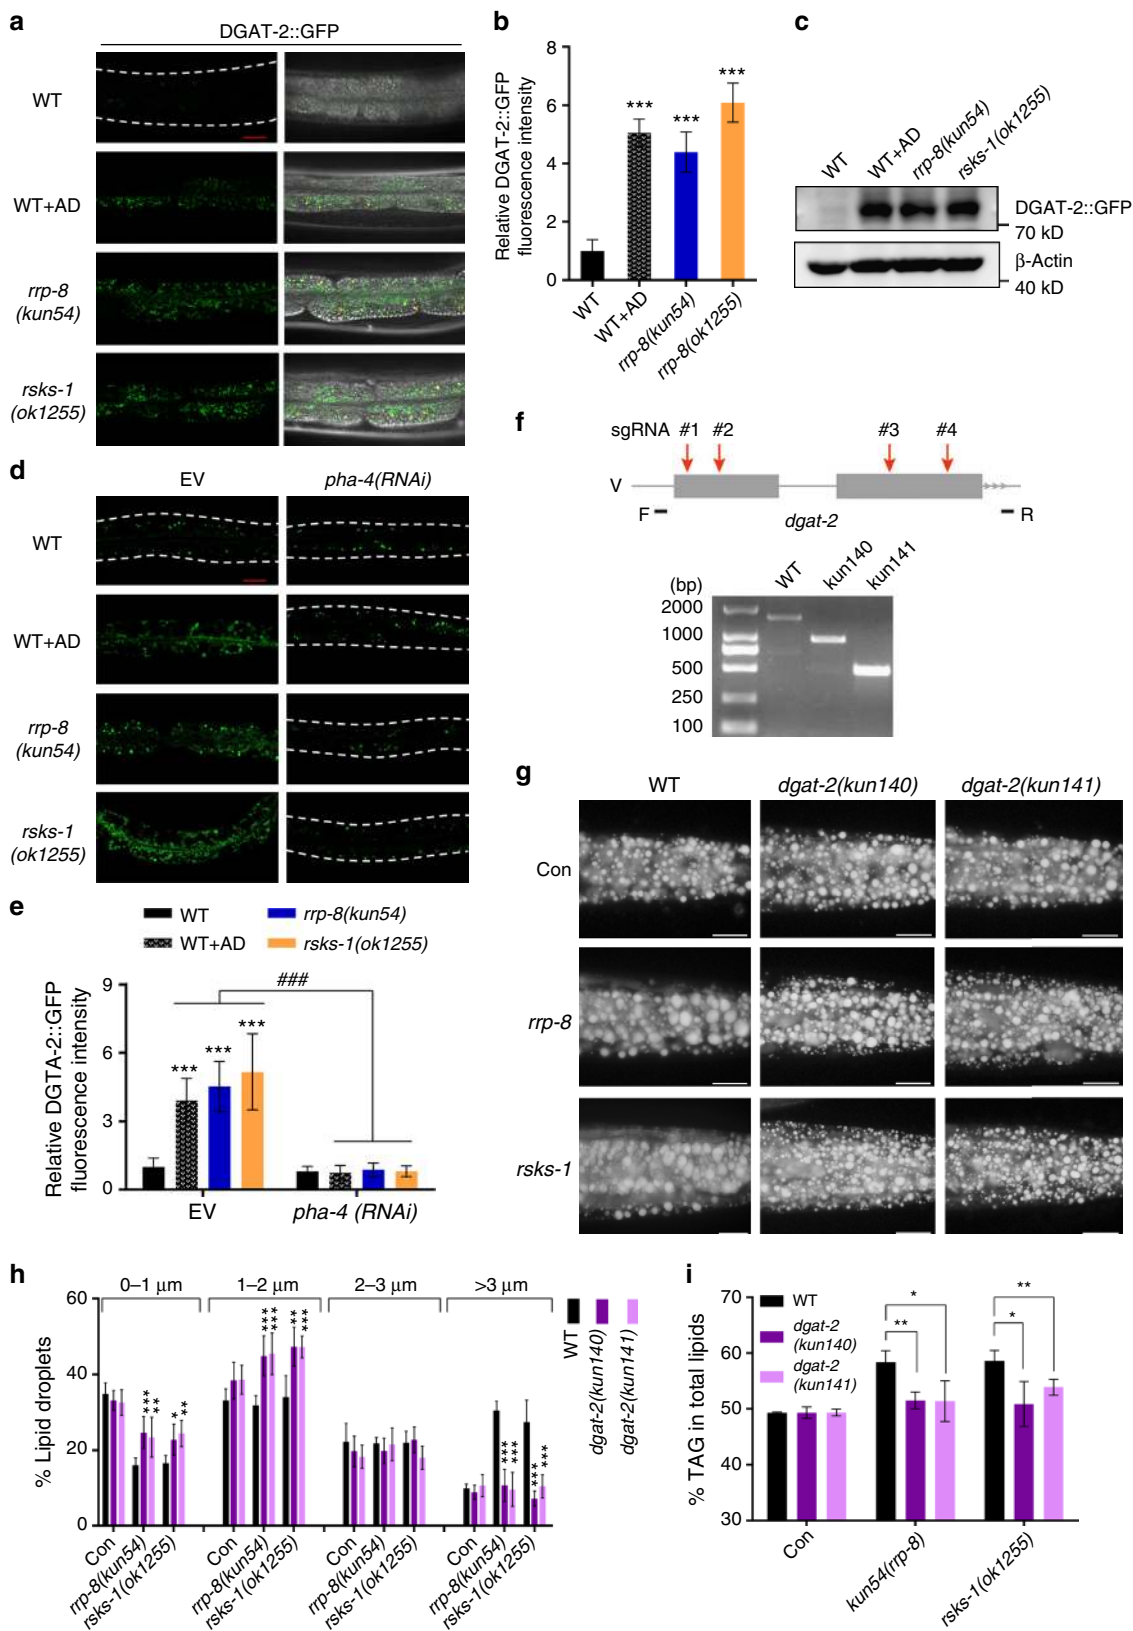 a
DGAT-2::GFP
WT
WT+AD
rrp-8
(kun54)
rsks-1
(ok1255)
b
Relative DGAT-2::GFP
fluorescence intensity
8
6
4
2
0
***
***
***
WT
WT+AD
rrp-8(kun54)
rrp-8(ok1255)
c
WT
WT+AD
rrp-8(kun54)
rsks-1(ok1255)
DGAT-2::GFP
70 kD
β-Actin
40 kD
d
EV
pha-4(RNAi)
WT
WT+AD
rrp-8
(kun54)
rsks-1
(ok1255)
e
WT
rrp-8(kun54)
WT+AD
rsks-1(ok1255)
Relative DGTA-2::GFP
fluorescence intensity
9
6
3
0
***
***
***
###
EV
pha-4 (RNAi)
f
sgRNA #1 #2 #3 #4
V
F
R
dgat-2
(bp)
WT
kun140
kun141
2000
1000
500
250
100
g
WT
dgat-2(kun140)
dgat-2(kun141)
Con
rrp-8
rsks-1
h
0–1 μm
1–2 μm
2–3 μm
>3 μm
% Lipid droplets
60
40
20
0
***
**
*
**
***
***
**
***
***
***
***
***
Con
rrp-8(kun54)
rsks-1(ok1255)
Con
rrp-8(kun54)
rsks-1(ok1255)
Con
rrp-8(kun54)
rsks-1(ok1255)
Con
rrp-8(kun54)
rsks-1(ok1255)
WT
dgat-2(kun140)
dgat-2(kun141)
i
% TAG in total lipids
70
60
50
40
30
WT
dgat-2
(kun140)
dgat-2
(kun141)
*
**
**
*
Con
kun54(rrp-8)
rsks-1(ok1255)